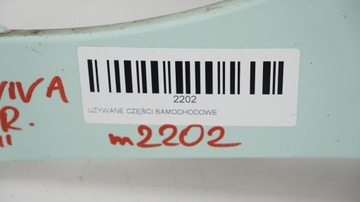 2202
UŻYWANE CZĘŚCI SAMOCHODOWE
VIVA
R.
m2202